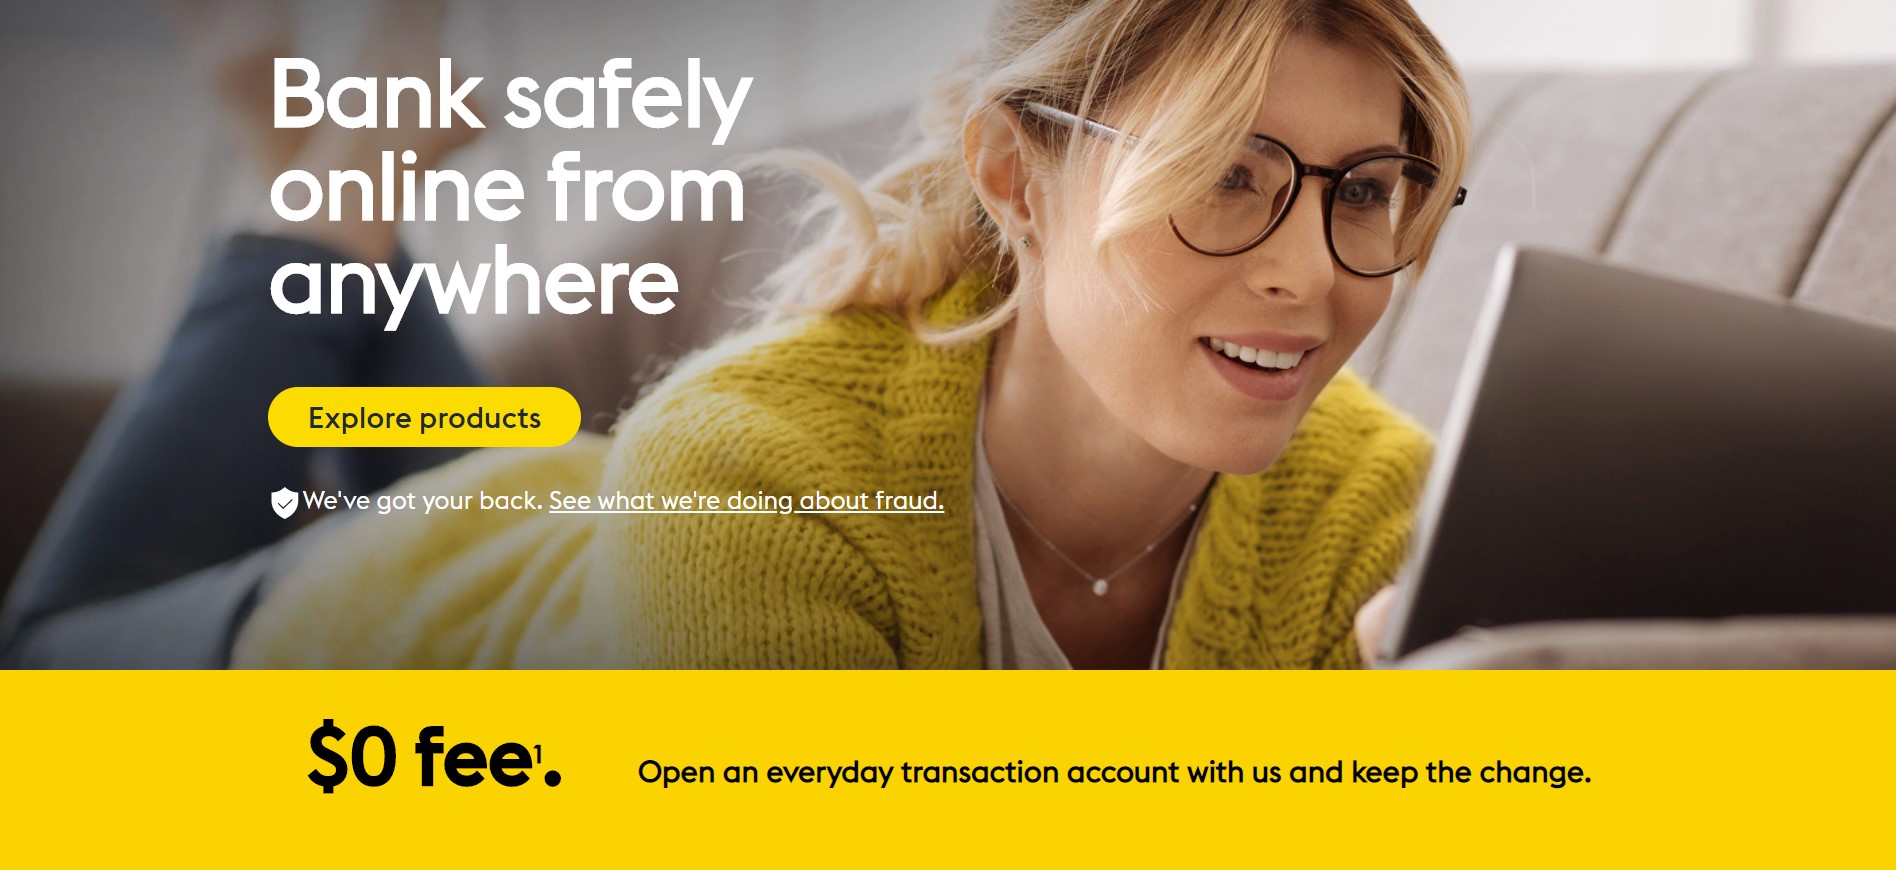 Bank safely
online from
anywhere
Explore products
We've got your back. See what we're doing about fraud.
$0 fee¹.
Open an everyday transaction account with us and keep the change.